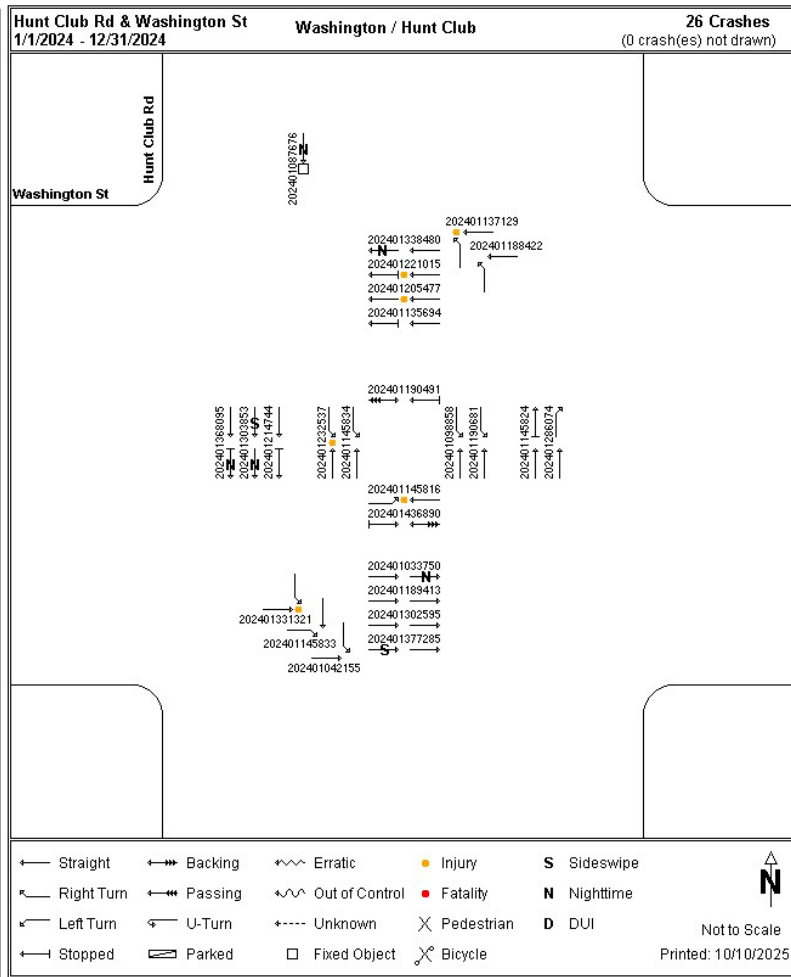 Hunt Club Rd & Washington St
1/1/2024 - 12/31/2024
Washington / Hunt Club
26 Crashes
(0 crash(es) not drawn)
Hunt Club Rd
Washington St
202401087676
N
202401137129
202401188422
202401338480
N
202401221015
202401205477
202401135694
202401190491
202401368095
N
202401303853
S
N
202401214744
202401232537
202401145834
202401098858
202401190681
202401145824
202401286074
202401145816
202401436890
202401033750
N
202401189413
202401302595
202401377285
S
202401331321
202401145833
202401042155
Straight
Backing
Erratic
Injury
S Sideswipe
Right Turn
Passing
Out of Control
Fatality
N Nighttime
Left Turn
U-Turn
Unknown
Pedestrian
D DUI
Stopped
Parked
Fixed Object
Bicycle
N
Not to Scale
Printed: 10/10/2025